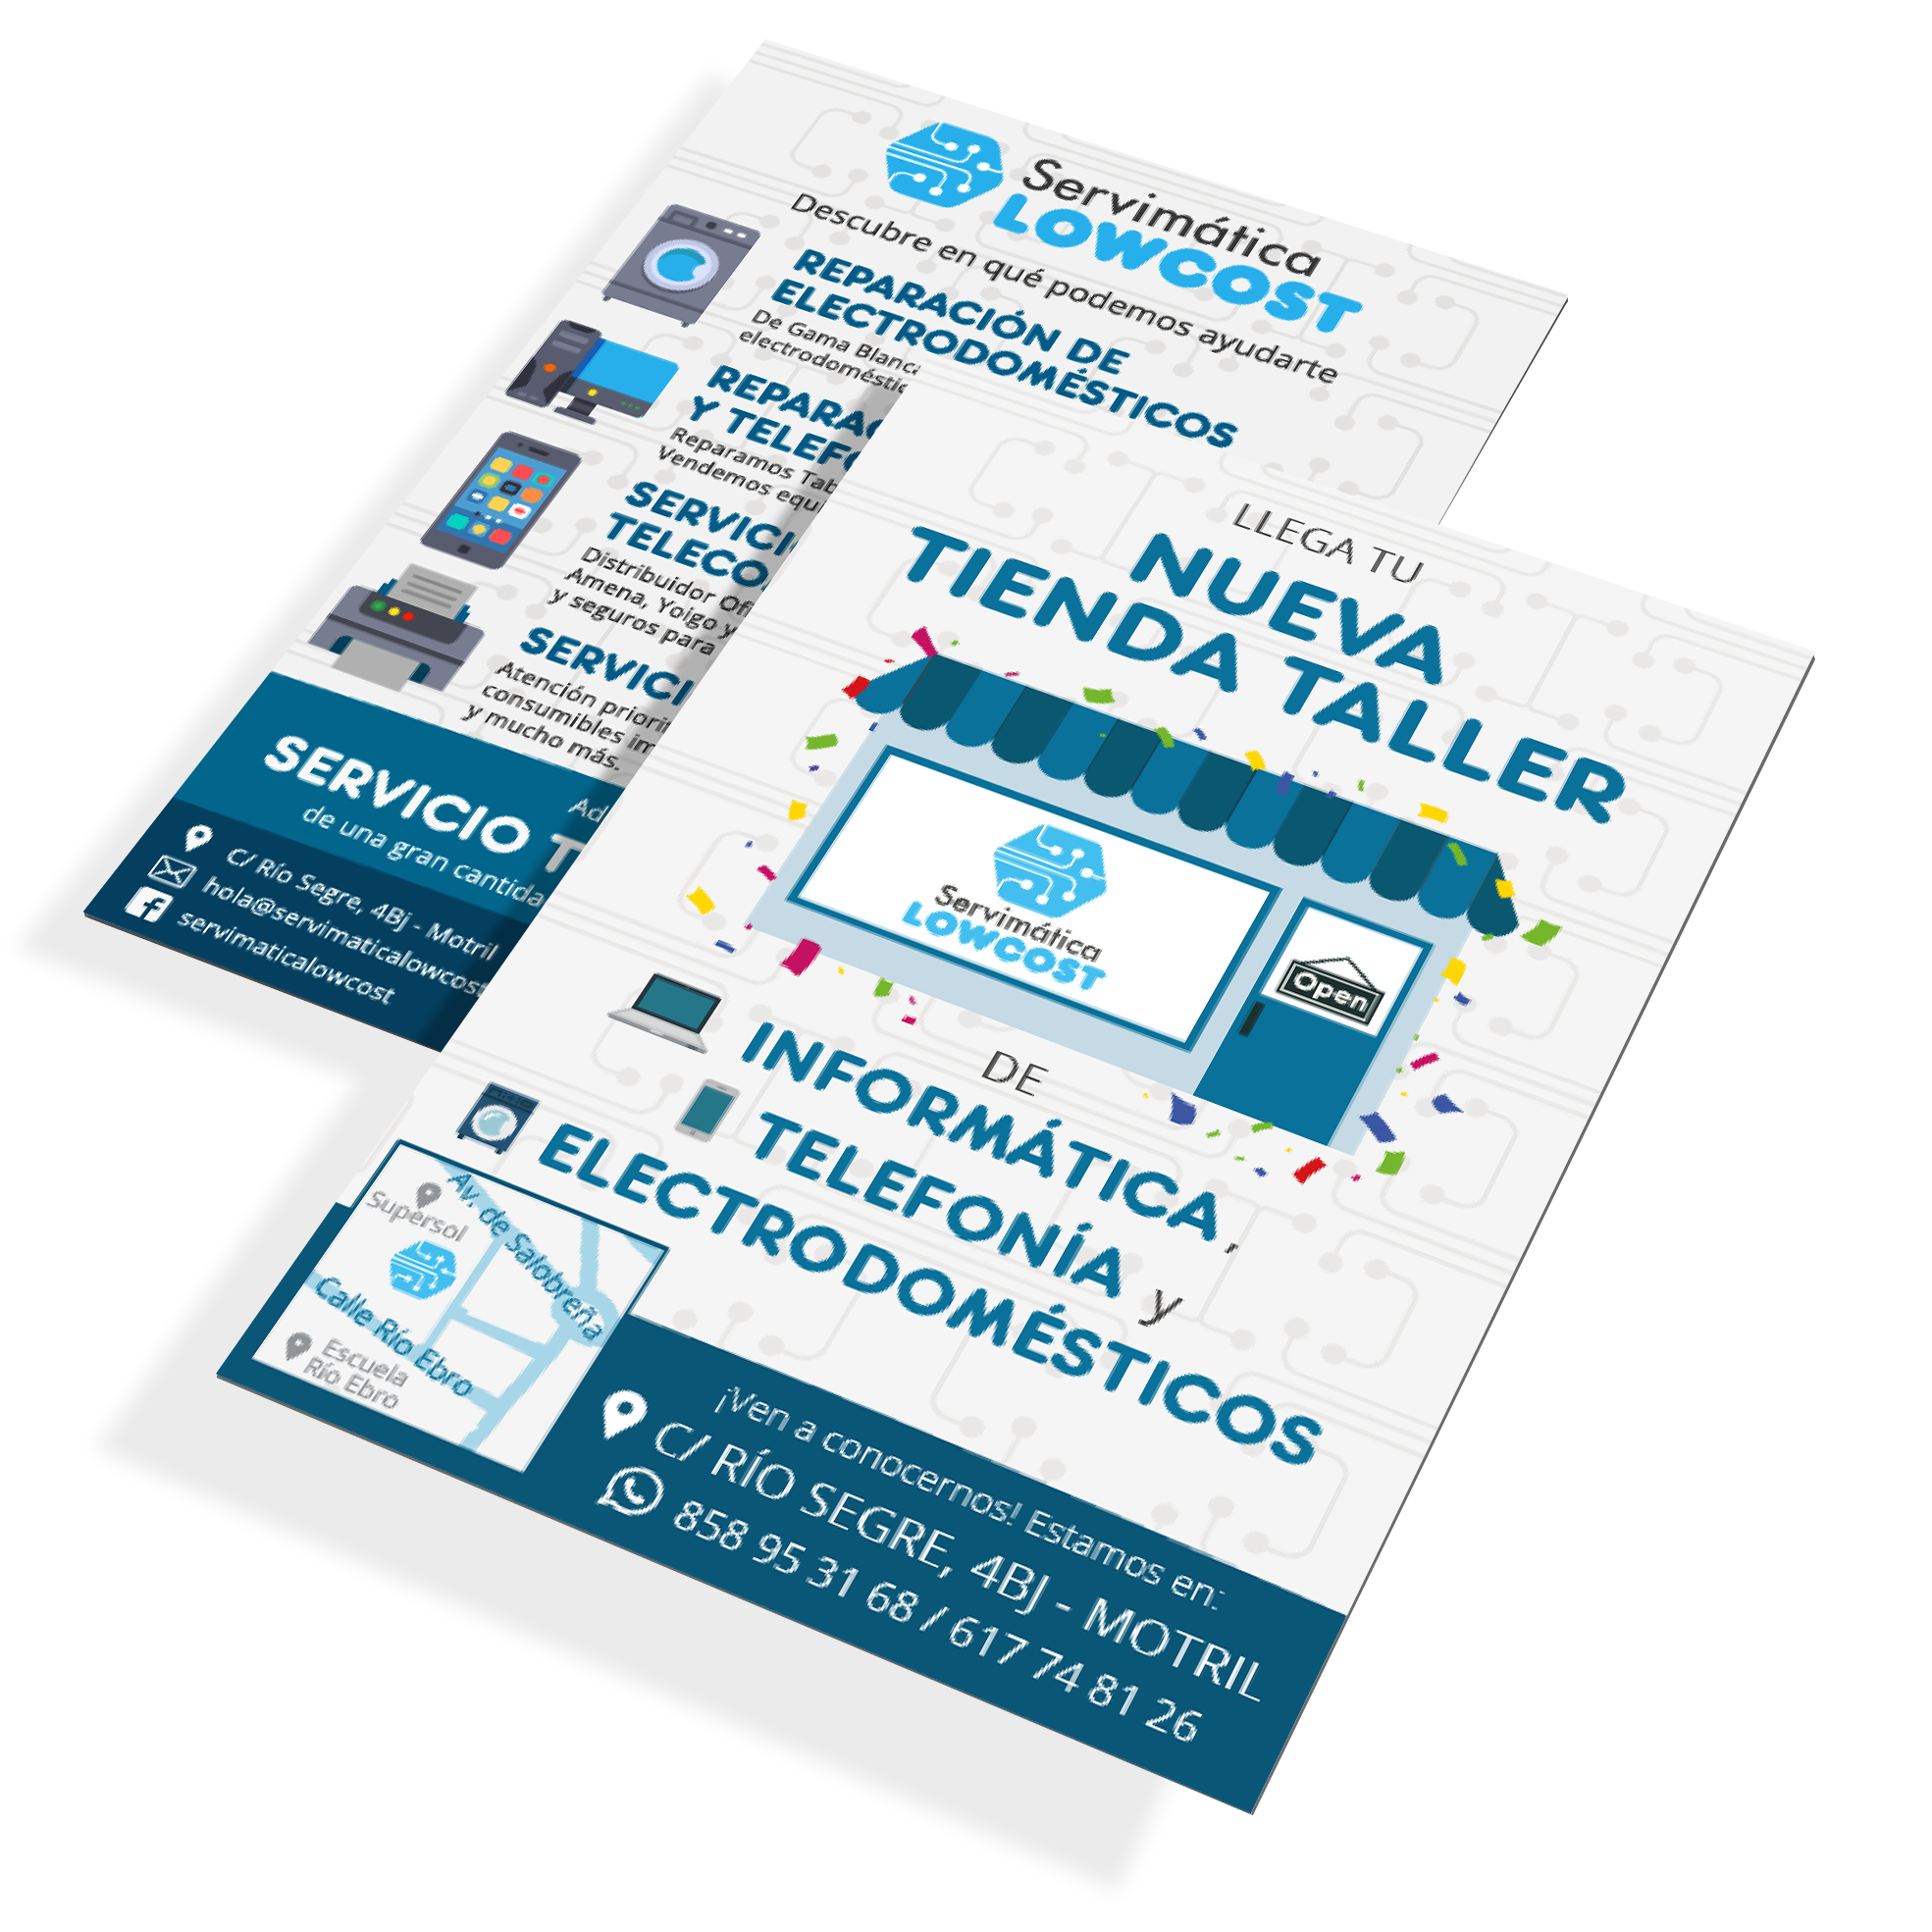 Servimática
LOWCOST
Descubre en qué podemos ayudarte
REPARACIÓN DE
ELECTRODOMÉSTICOS
De Gama Blanca
electrodoméstic
REPARAC
Y TELEFO
Reparamos Tab
Vendemos equi
SERVICI
TELECO
Distribuidor Ofi
Amena, Yoigo y
y seguros para
SERVICI
Atención priori
consumibles im
y mucho más.
Ad
SERVICIO T
de una gran cantida
C/ Río Segre, 4Bj - Motril
hola@servimaticalowcost
servimaticalowcost
LLEGA TU
NUEVA
TIENDA TALLER
Servimática
LOWCOST
Open
DE
INFORMÁTICA,
TELEFONÍA y
ELECTRODOMÉSTICOS
Supersol
Av. de Salobreña
Calle Río Ebro
Escuela
Río Ebro
¡Ven a conocernos! Estamos en:
C/ RÍO SEGRE, 4BJ - MOTRIL
858 95 31 68 / 617 74 81 26